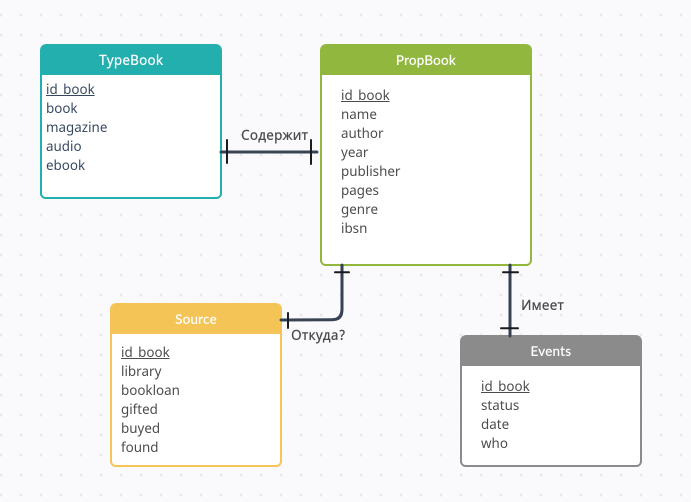 TypeBook
id_book
book
magazine
audio
ebook
Содержит
PropBook
id_book
name
author
year
publisher
pages
genre
ibsn
Source
id_book
library
bookloan
gifted
buyed
found
Откуда?
Имеет
Events
id_book
status
date
who